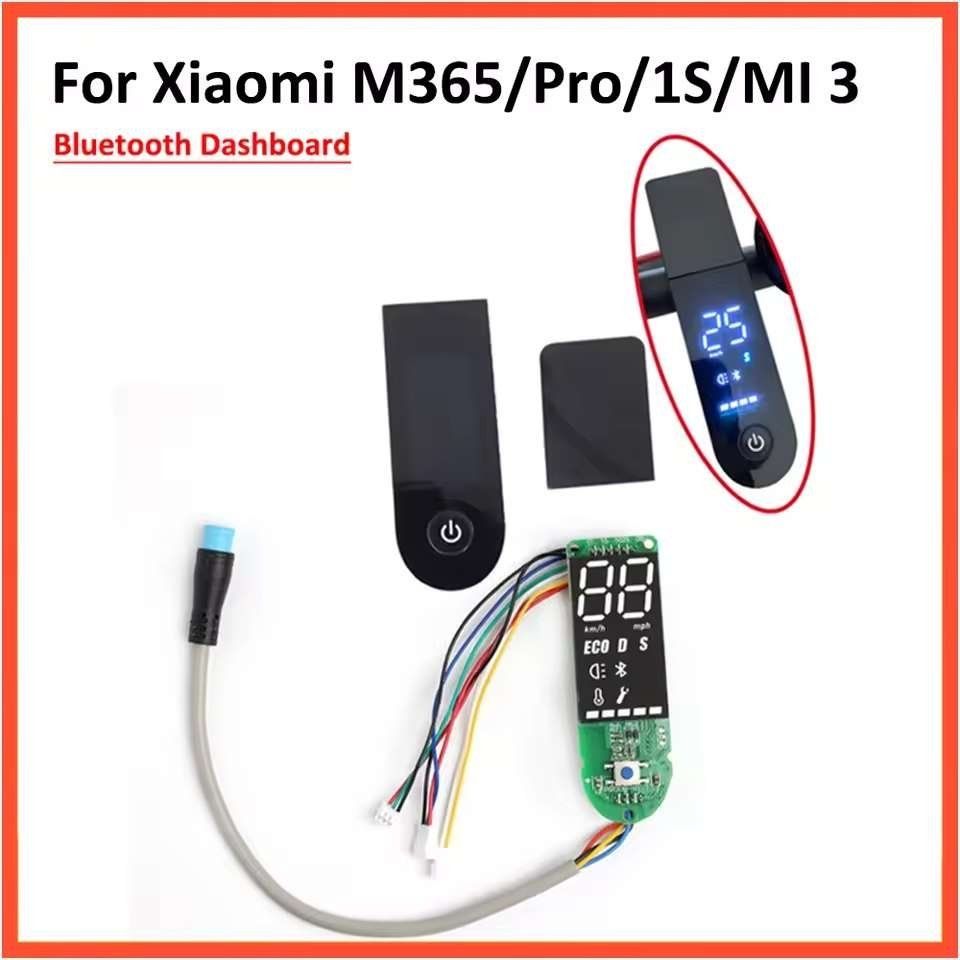 For Xiaomi M365/Pro/1S/MI 3
Bluetooth Dashboard
25
S
88
km/h mph
ECO D S